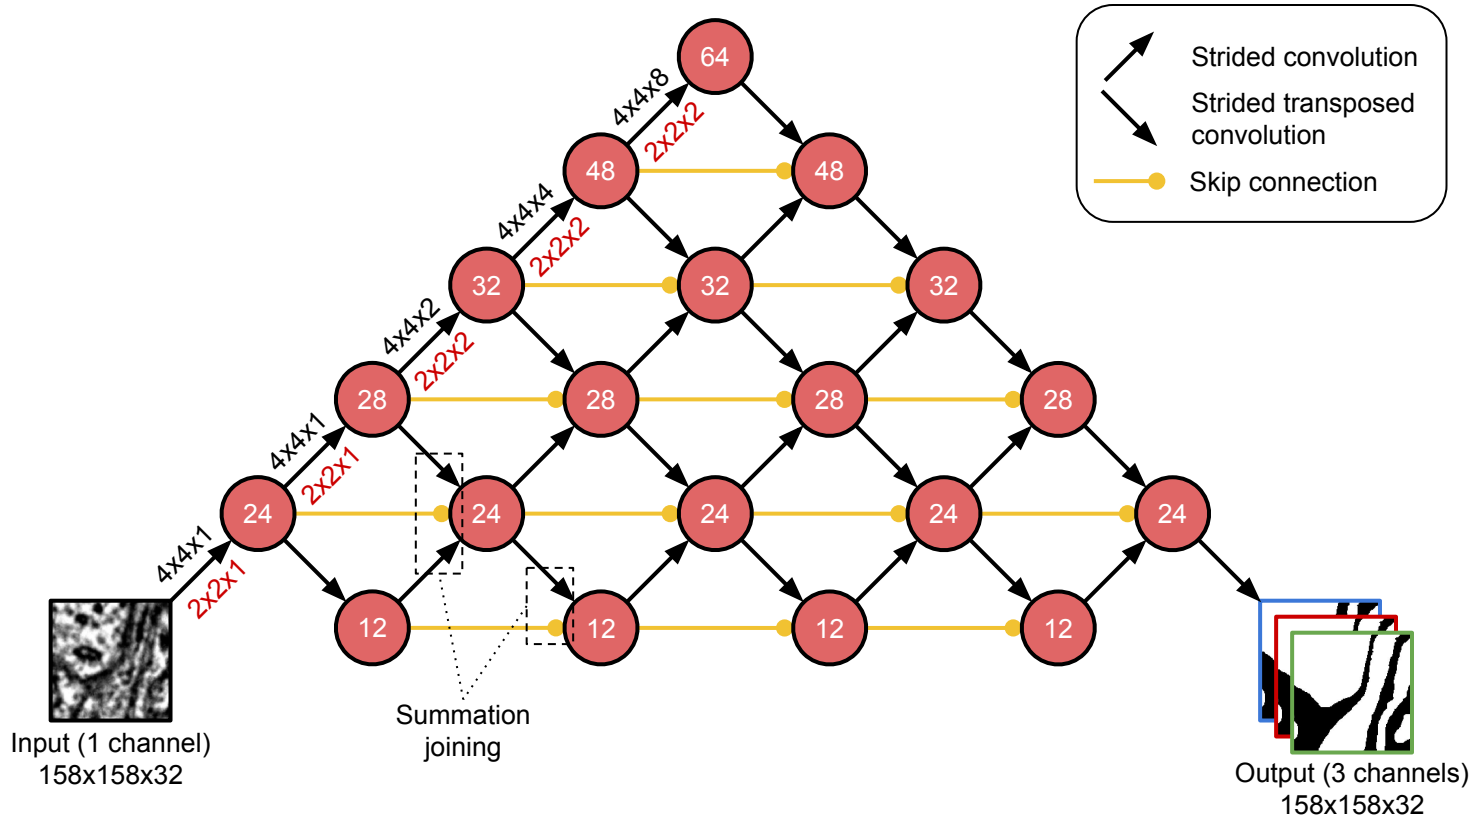 64
4x4x8
2x2x2
48
48
4x4x4
2x2x2
32
32
32
4x4x2
2x2x2
28
28
28
28
4x4x1
2x2x1
24
24
24
24
24
4x4x1
2x2x1
12
12
12
12
Summation
joining
Input (1 channel)
158x158x32
Output (3 channels)
158x158x32
Strided convolution
Strided transposed
convolution
Skip connection